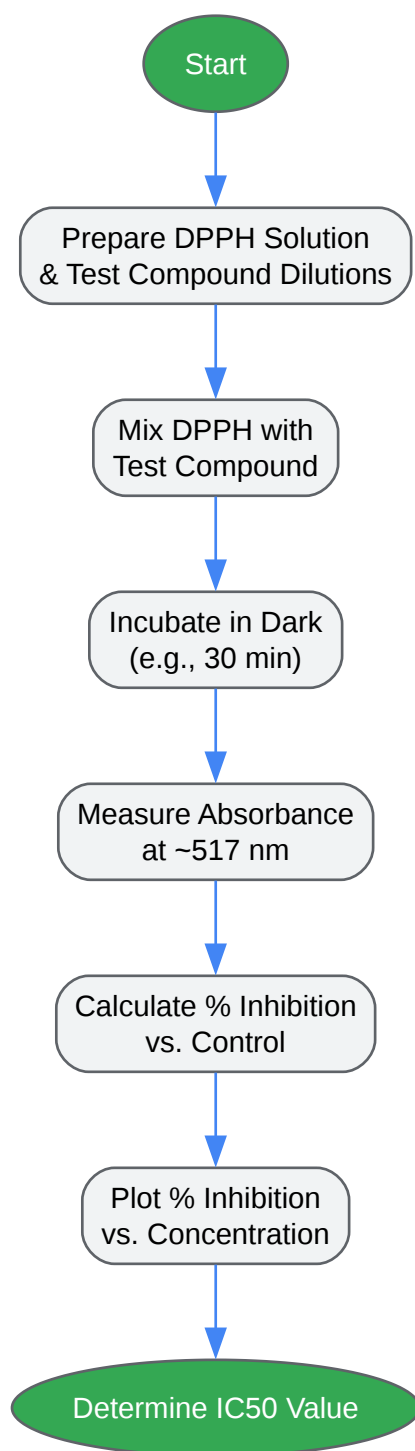 Start
Prepare DPPH Solution
& Test Compound Dilutions
Mix DPPH with
Test Compound
Incubate in Dark
(e.g., 30 min)
Measure Absorbance
at ~517 nm
Calculate % Inhibition
vs. Control
Plot % Inhibition
vs. Concentration
Determine IC50 Value